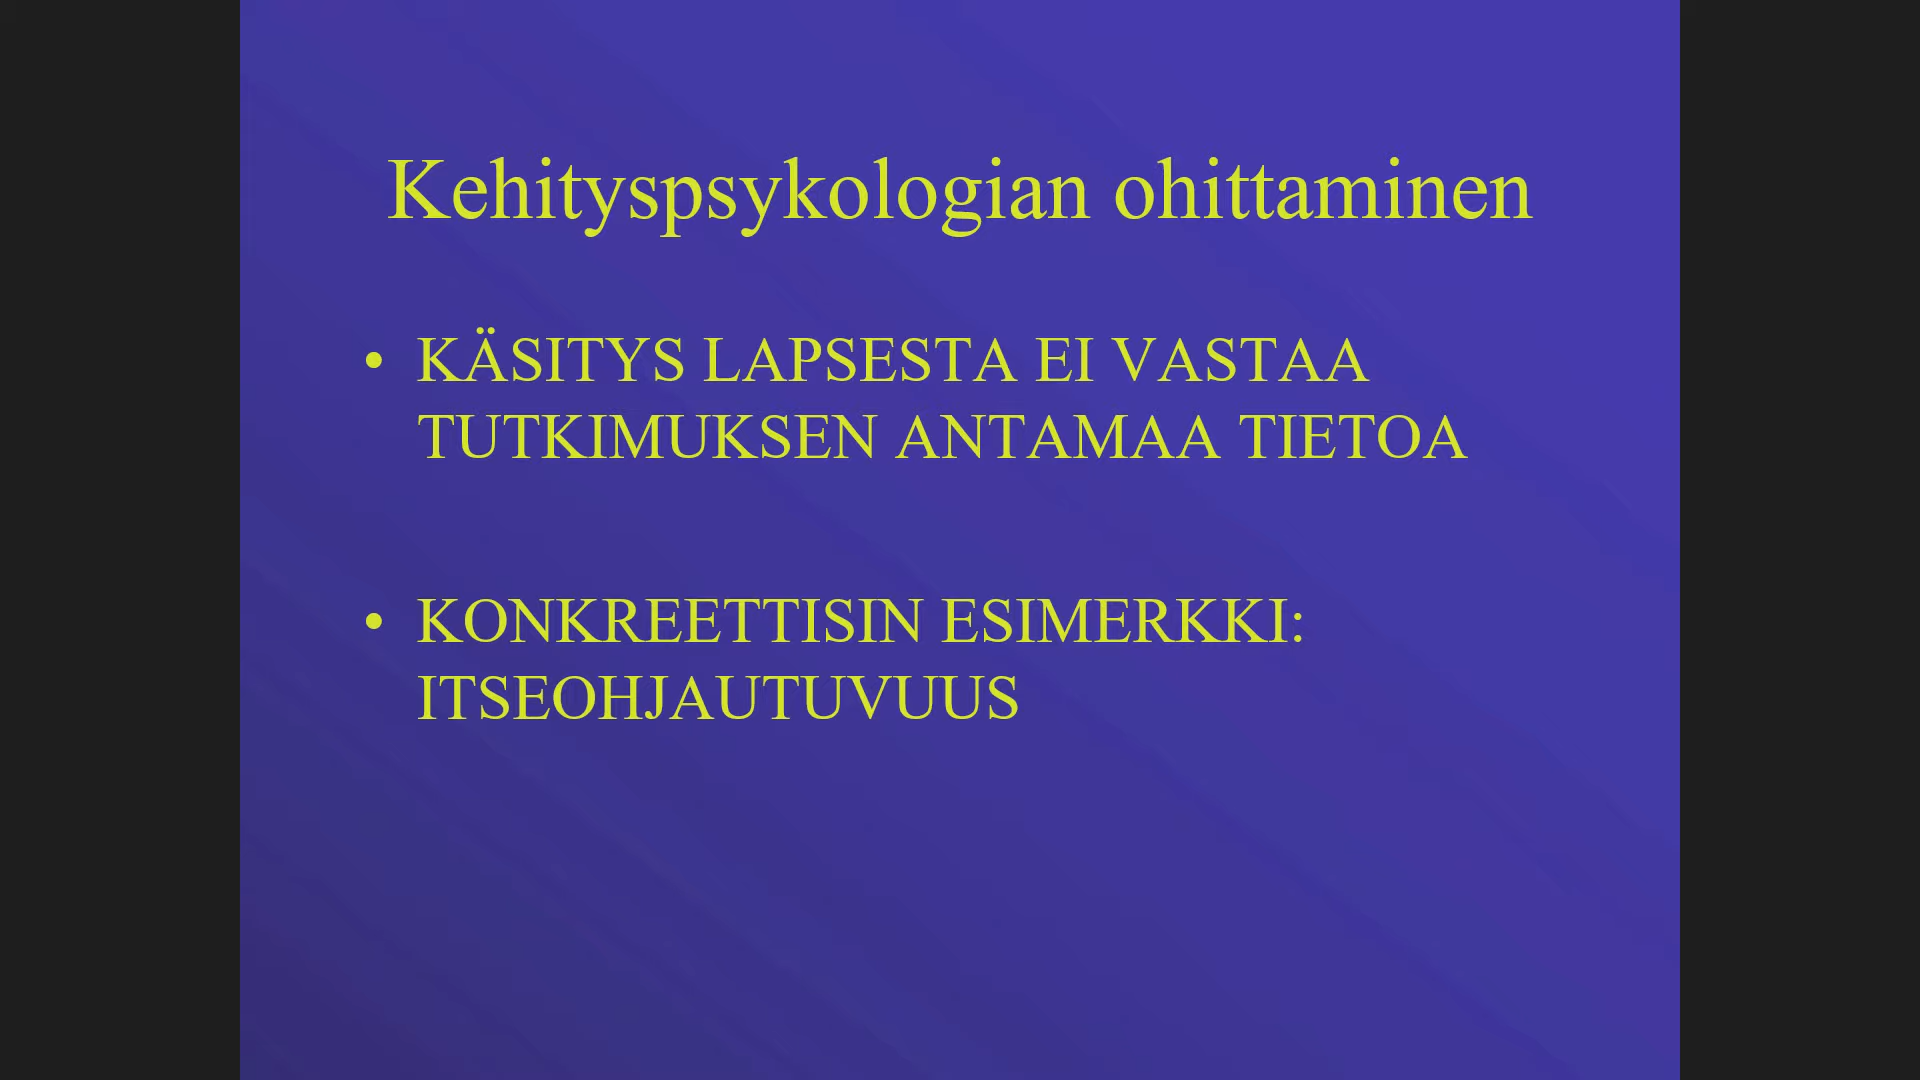 Kehityspsykologian ohittaminen
• KÄSITYS LAPSESTA EI VASTAA
TUTKIMUKSEN ANTAMAA TIETOA
• KONKREETTISIN ESIMERKKI:
ITSEOHJAUTUVUUS